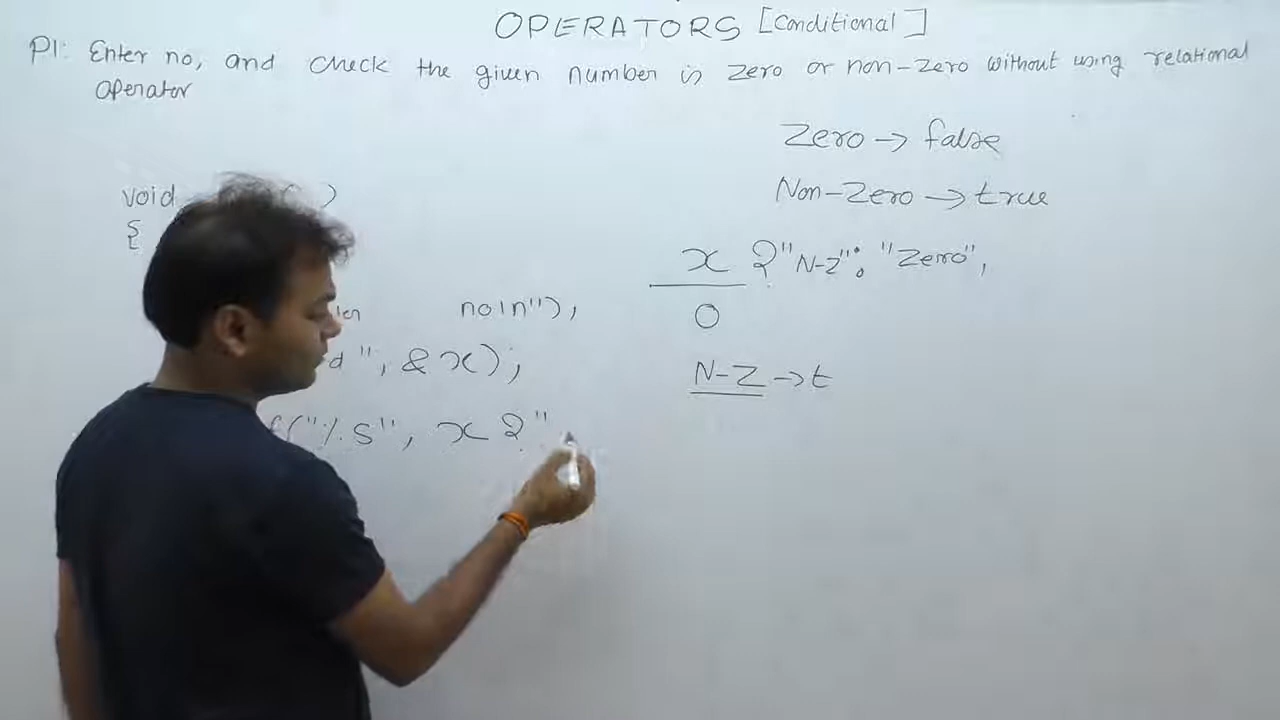 OPERATORS [Conditional]
P1: Enter no, and check the given number is zero or non-zero without using relational
operator
Zero → false
void ( )
Non-Zero → true
{
x ? "N-Z" : "Zero",
no\n");
0
d", &x);
N-Z → t
f("%s", x ? "